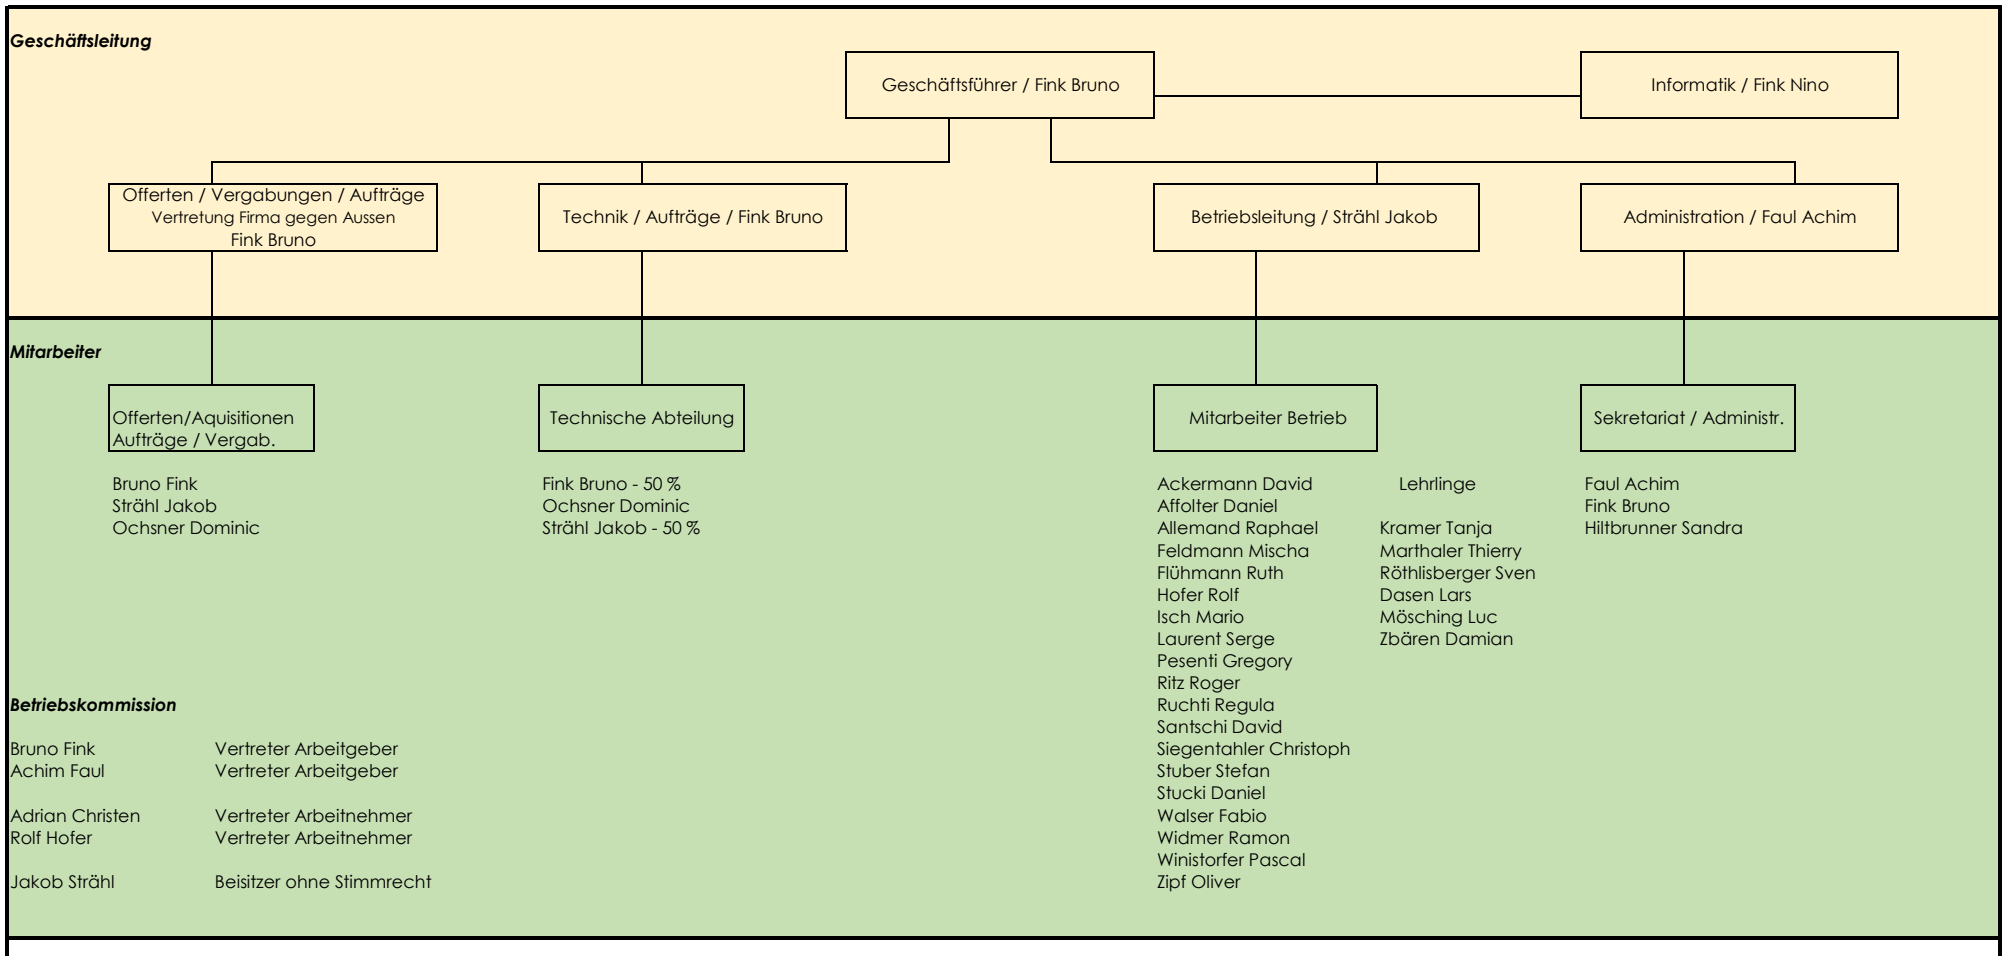 Geschäftsleitung
Geschäftsführer / Fink Bruno
Informatik / Fink Nino
Offerten / Vergabungen / Aufträge
Vertretung Firma gegen Aussen
Fink Bruno
Technik / Aufträge / Fink Bruno
Betriebsleitung / Strähl Jakob
Administration / Faul Achim
Mitarbeiter
Offerten/Aquisitionen
Aufträge / Vergab.
Bruno Fink
Strähl Jakob
Ochsner Dominic
Technische Abteilung
Fink Bruno - 50 %
Ochsner Dominic
Strähl Jakob - 50 %
Mitarbeiter Betrieb
Ackermann David
Affolter Daniel
Allemand Raphael
Feldmann Mischa
Flühmann Ruth
Hofer Rolf
Isch Mario
Laurent Serge
Pesenti Gregory
Ritz Roger
Ruchti Regula
Santschi David
Siegentahler Christoph
Stuber Stefan
Stucki Daniel
Walser Fabio
Widmer Ramon
Winistorfer Pascal
Zipf Oliver
Lehrlinge
Kramer Tanja
Marthaler Thierry
Röthlisberger Sven
Dasen Lars
Mösching Luc
Zbären Damian
Sekretariat / Administr.
Faul Achim
Fink Bruno
Hiltbrunner Sandra
Betriebskommission
Bruno Fink Vertreter Arbeitgeber
Achim Faul Vertreter Arbeitgeber
Adrian Christen Vertreter Arbeitnehmer
Rolf Hofer Vertreter Arbeitnehmer
Jakob Strähl Beisitzer ohne Stimmrecht